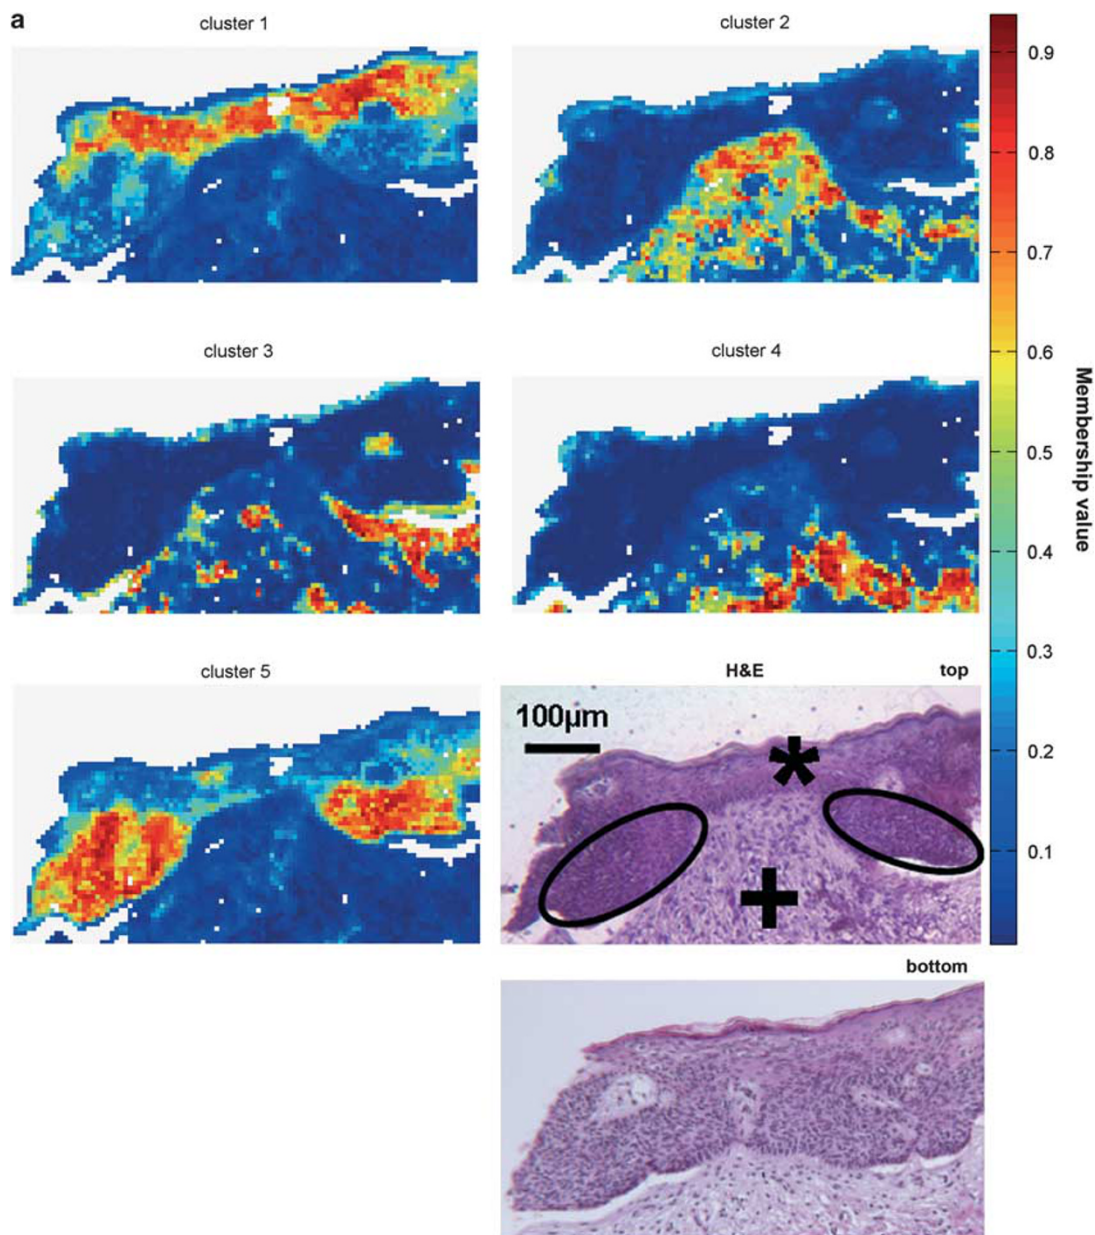 a
cluster 1
cluster 2
0.9
0.8
0.7
0.6
0.5
0.4
0.3
0.2
0.1
Membership value
cluster 3
cluster 4
cluster 5
H&E
top
100µm
bottom